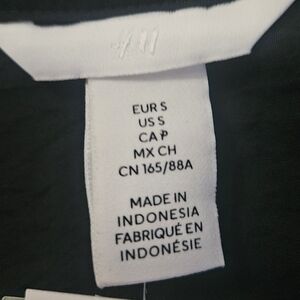 H&M
EUR S
US S
CA P
MX CH
CN 165/88A
MADE IN
INDONESIA
FABRIQUÉ EN
INDONÉSIE